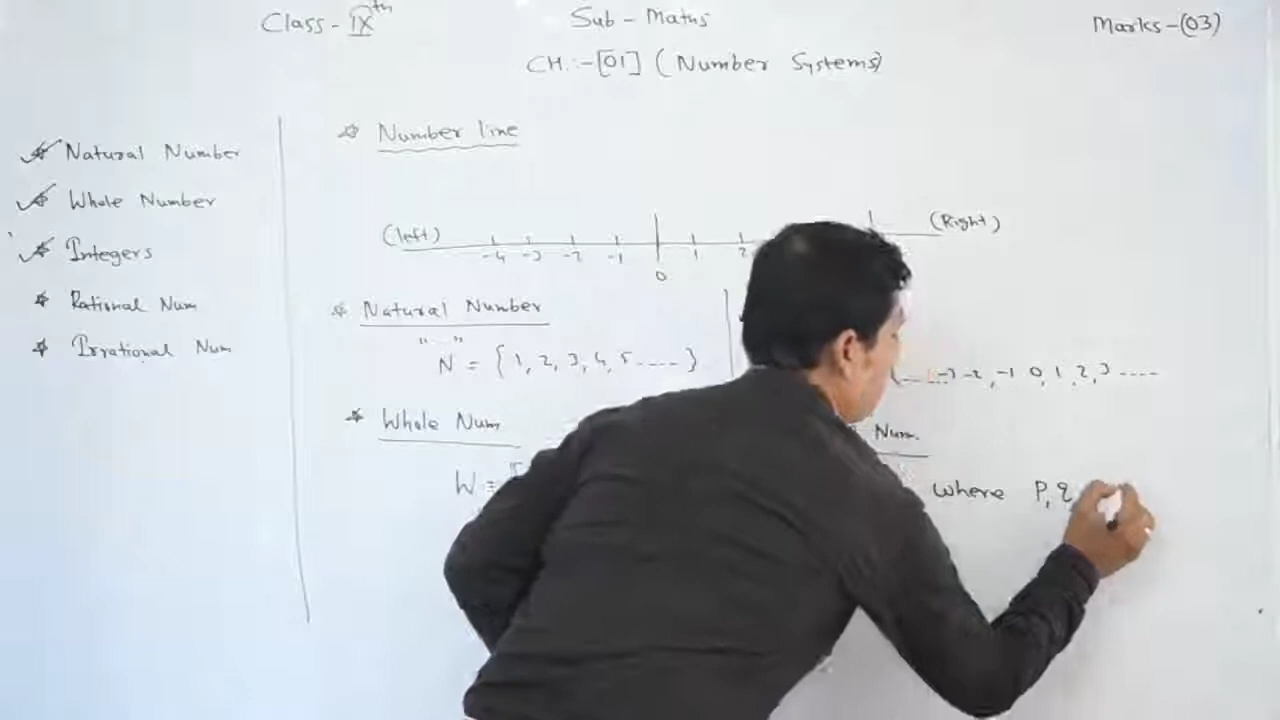 Class - IXth
Sub - Maths
Marks - (03)
CH. :- [01] (Number Systems)
Natural Number
Whole Number
Integers
Rational Num
Irrational Num
Number line
(left)
(Right)
-4 -3 -2 -1 0 1 2
Natural Number
N = {1, 2, 3, 4, 5 ----- }
------ -3 -2, -1 0, 1, 2, 3 ----
Whole Num
W =
Num.
where P, q